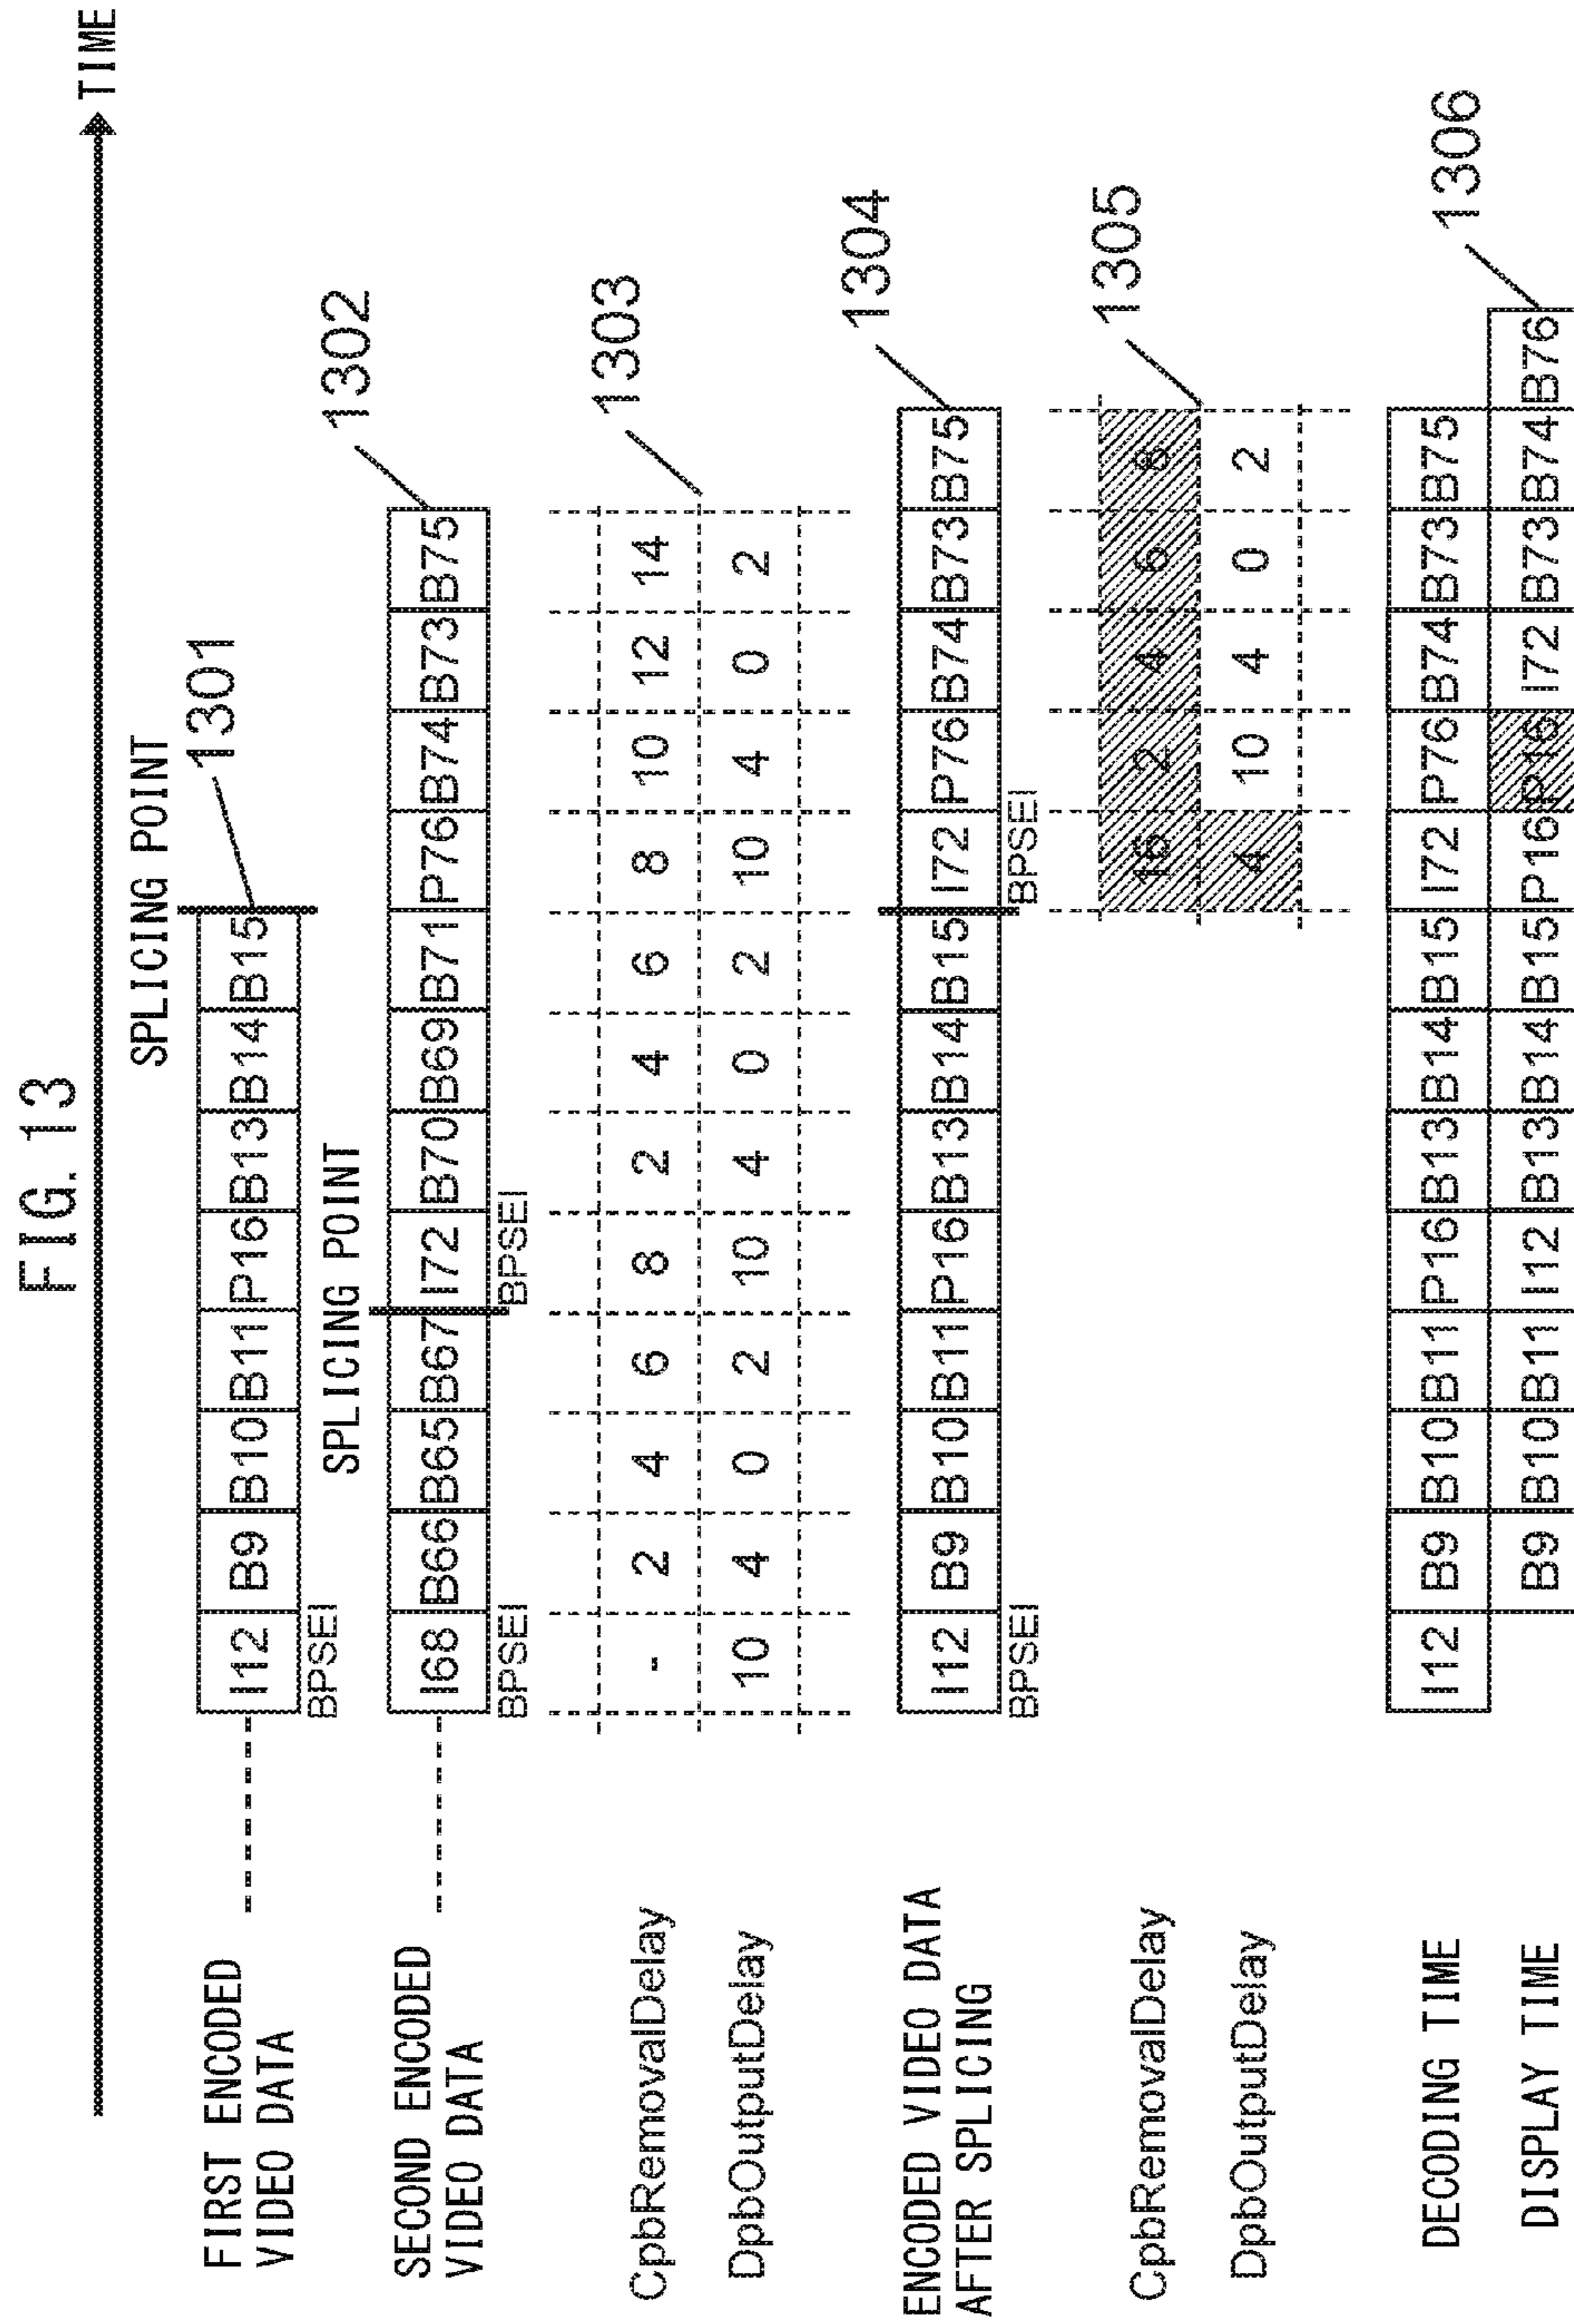 FIG. 13
TIME
SPLICING POINT
1301
FIRST ENCODED
VIDEO DATA
I12 B9 B10 B11 P16 B13 B14 B15
BPSEI
SPLICING POINT
1302
SECOND ENCODED
VIDEO DATA
I68 B66 B65 B67 I72 B70 B69 B71 P76 B74 B73 B75
BPSEI BPSEI
1303
CpbRemovalDelay
- 2 4 6 8 2 4 6 8 10 12 14
DpbOutputDelay
10 4 0 2 10 4 0 2 10 4 0 2
1304
ENCODED VIDEO DATA
AFTER SPLICING
I12 B9 B10 B11 P16 B13 B14 B15 I72 P76 B74 B73 B75
BPSEI BPSEI
1305
CpbRemovalDelay
16 2 4 6 8
DpbOutputDelay
4 10 4 0 2
1306
DECODING TIME
I12 B9 B10 B11 P16 B13 B14 B15 I72 P76 B74 B73 B75
DISPLAY TIME
B9 B10 B11 I12 B13 B14 B15 P16 P16 I72 B73 B74 B76